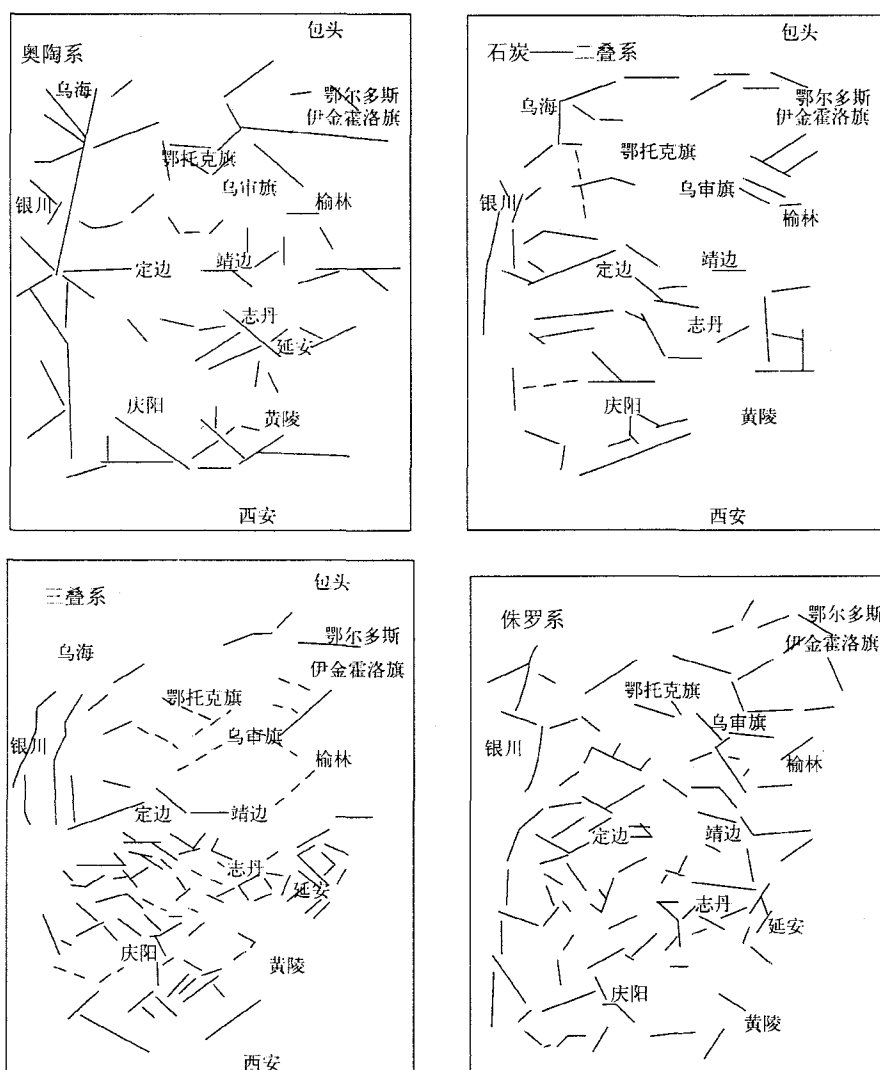 包头
奥陶系
乌海
鄂尔多斯
伊金霍洛旗
鄂托克旗
乌审旗
银川
榆林
定边
靖边
志丹
延安
庆阳
黄陵
西安
包头
石炭——二叠系
乌海
鄂尔多斯
伊金霍洛旗
鄂托克旗
乌审旗
银川
榆林
定边
靖边
志丹
庆阳
黄陵
西安
包头
三叠系
鄂尔多斯
乌海
伊金霍洛旗
鄂托克旗
乌审旗
银川
榆林
定边
靖边
志丹
延安
庆阳
黄陵
西安
鄂尔多斯
侏罗系
伊金霍洛旗
鄂托克旗
乌审旗
银川
榆林
定边
靖边
志丹
延安
庆阳
黄陵